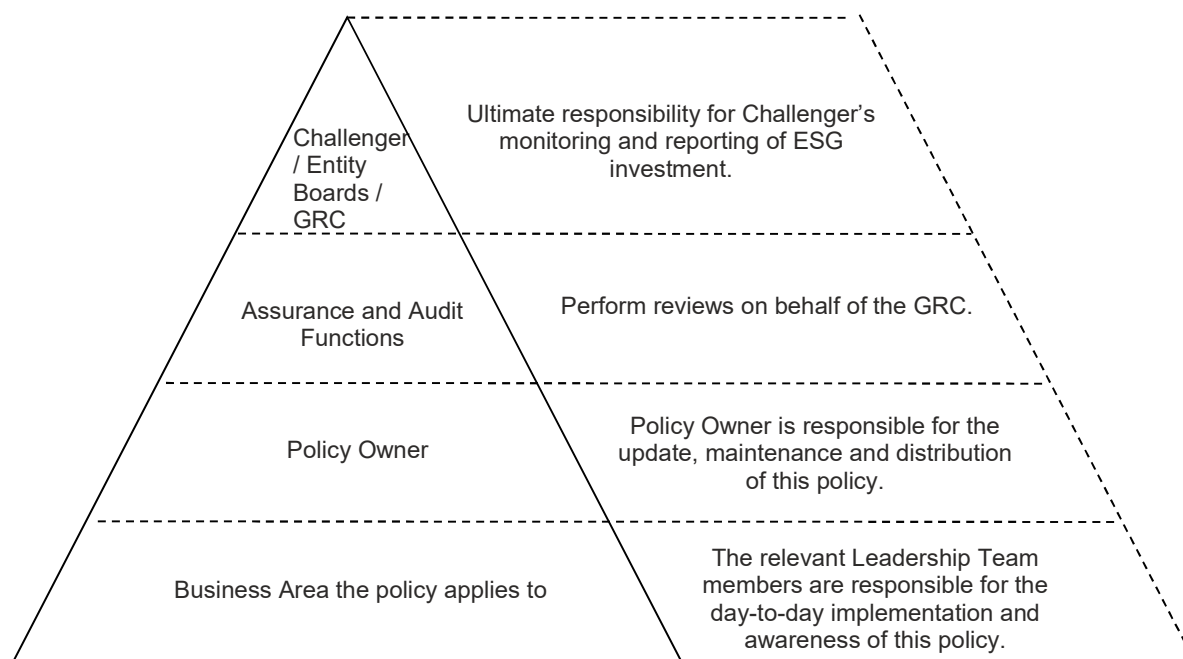 Challenger
/ Entity
Boards /
GRC
Ultimate responsibility for Challenger’s
monitoring and reporting of ESG
investment.
Assurance and Audit
Functions
Perform reviews on behalf of the GRC.
Policy Owner
Policy Owner is responsible for the
update, maintenance and distribution
of this policy.
Business Area the policy applies to
The relevant Leadership Team
members are responsible for the
day-to-day implementation and
awareness of this policy.